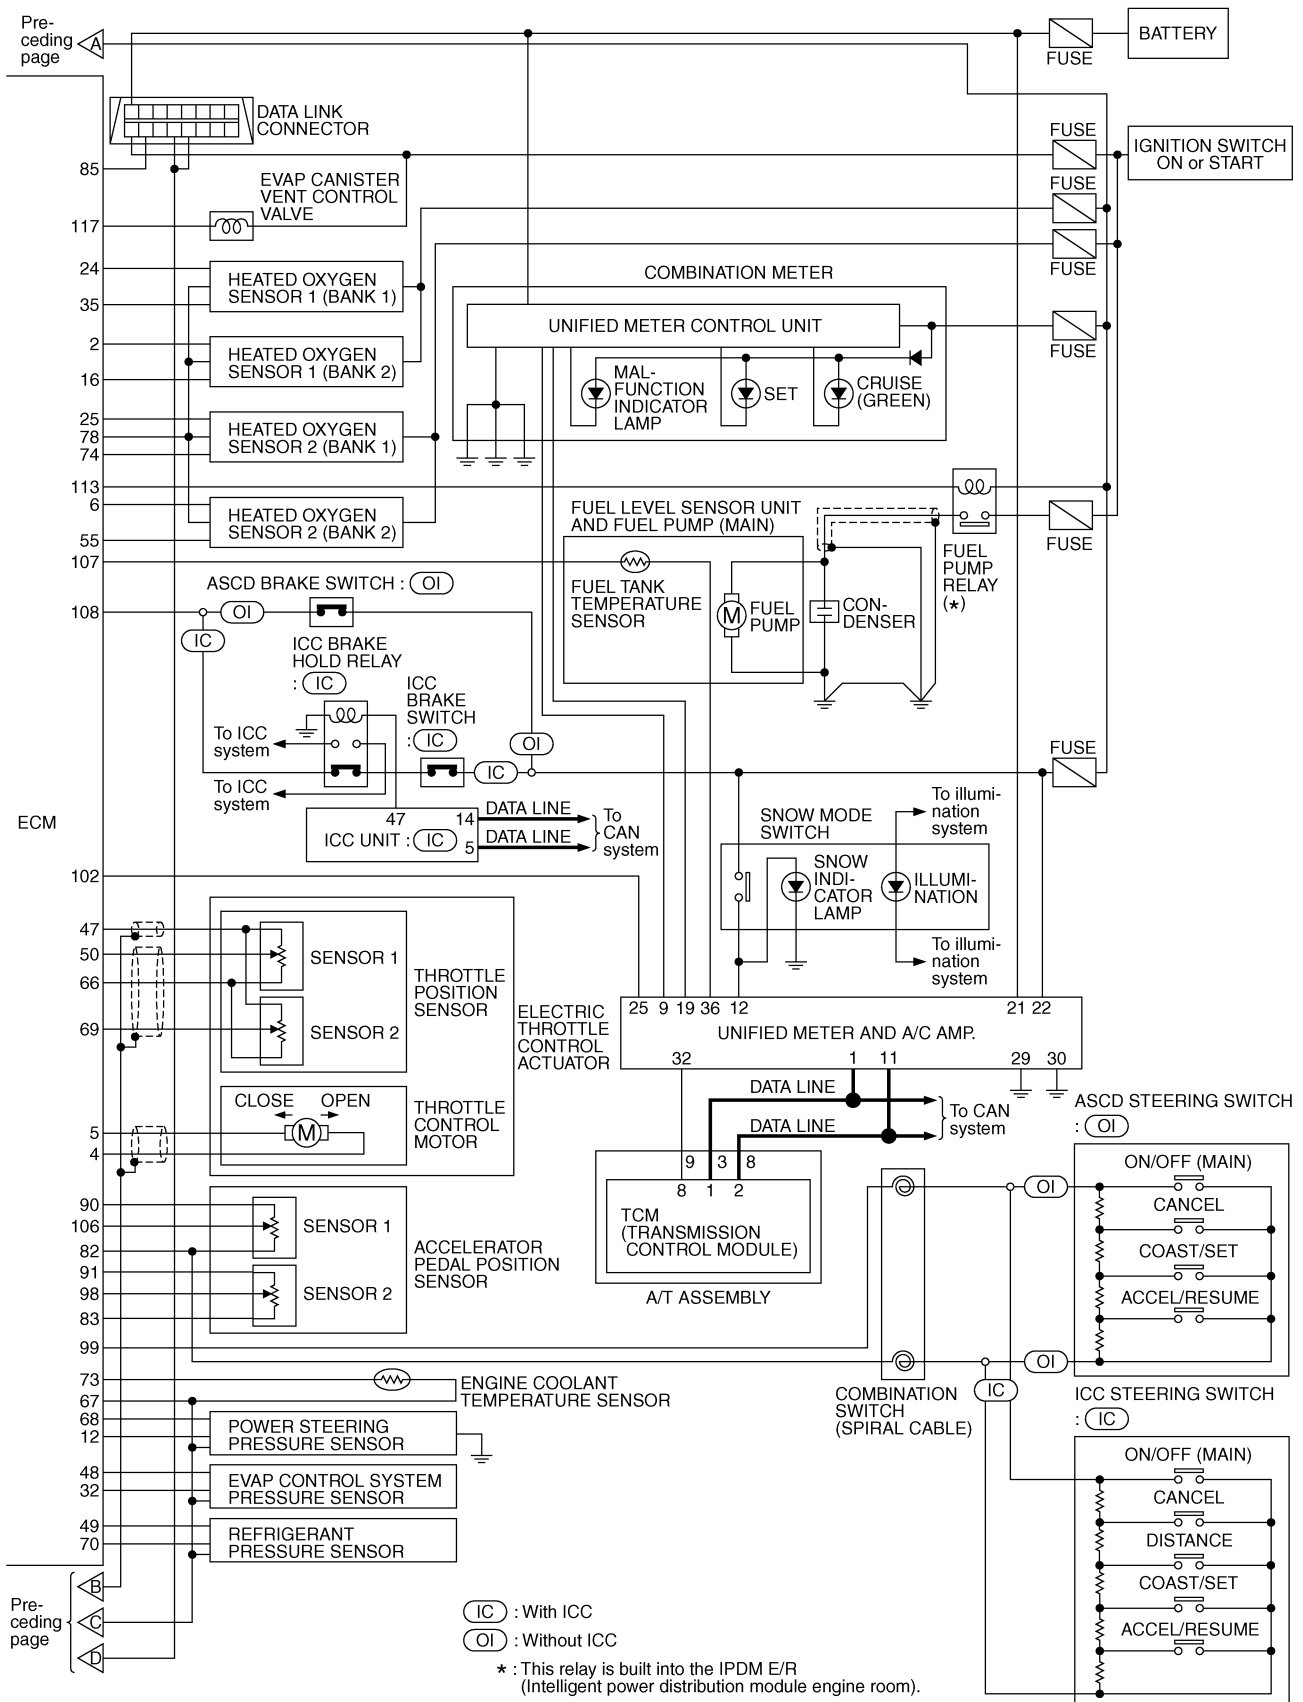 Pre-
ceding
page
A
BATTERY
FUSE
DATA LINK
CONNECTOR
FUSE
IGNITION SWITCH
ON or START
85
EVAP CANISTER
VENT CONTROL
VALVE
FUSE
117
24
HEATED OXYGEN
SENSOR 1 (BANK 1)
35
COMBINATION METER
FUSE
UNIFIED METER CONTROL UNIT
FUSE
2
HEATED OXYGEN
SENSOR 1 (BANK 2)
16
MAL-
FUNCTION
INDICATOR
LAMP
SET
CRUISE
(GREEN)
25
78
74
HEATED OXYGEN
SENSOR 2 (BANK 1)
113
6
HEATED OXYGEN
SENSOR 2 (BANK 2)
55
107
FUEL LEVEL SENSOR UNIT
AND FUEL PUMP (MAIN)
FUEL TANK
TEMPERATURE
SENSOR
M
FUEL
PUMP
CON-
DENSER
FUEL
PUMP
RELAY
(*)
FUSE
ASCD BRAKE SWITCH : OI
108
OI
IC
ICC BRAKE
HOLD RELAY
: IC
ICC
BRAKE
SWITCH
: IC
To ICC
system
To ICC
system
OI
IC
FUSE
ECM
47
14
5
ICC UNIT : IC
DATA LINE
DATA LINE
To
CAN
system
SNOW MODE
SWITCH
SNOW
INDI-
CATOR
LAMP
ILLUMI-
NATION
To illumi-
nation
system
To illumi-
nation
system
102
47
50
66
69
SENSOR 1
SENSOR 2
THROTTLE
POSITION
SENSOR
ELECTRIC
THROTTLE
CONTROL
ACTUATOR
CLOSE
OPEN
M
THROTTLE
CONTROL
MOTOR
5
4
25 9 19 36 12 21 22
UNIFIED METER AND A/C AMP.
32 1 11 29 30
DATA LINE
DATA LINE
To CAN
system
9 3 8
8 1 2
TCM
(TRANSMISSION
CONTROL MODULE)
A/T ASSEMBLY
ASCD STEERING SWITCH
: OI
ON/OFF (MAIN)
CANCEL
COAST/SET
ACCEL/RESUME
OI
OI
IC
90
106
82
91
98
83
SENSOR 1
SENSOR 2
ACCELERATOR
PEDAL POSITION
SENSOR
99
73
67
ENGINE COOLANT
TEMPERATURE SENSOR
COMBINATION
SWITCH
(SPIRAL CABLE)
ICC STEERING SWITCH
: IC
ON/OFF (MAIN)
CANCEL
DISTANCE
COAST/SET
ACCEL/RESUME
68
12
POWER STEERING
PRESSURE SENSOR
48
32
EVAP CONTROL SYSTEM
PRESSURE SENSOR
49
70
REFRIGERANT
PRESSURE SENSOR
Pre-
ceding
page
B
C
D
IC : With ICC
OI : Without ICC
* : This relay is built into the IPDM E/R
(Intelligent power distribution module engine room).